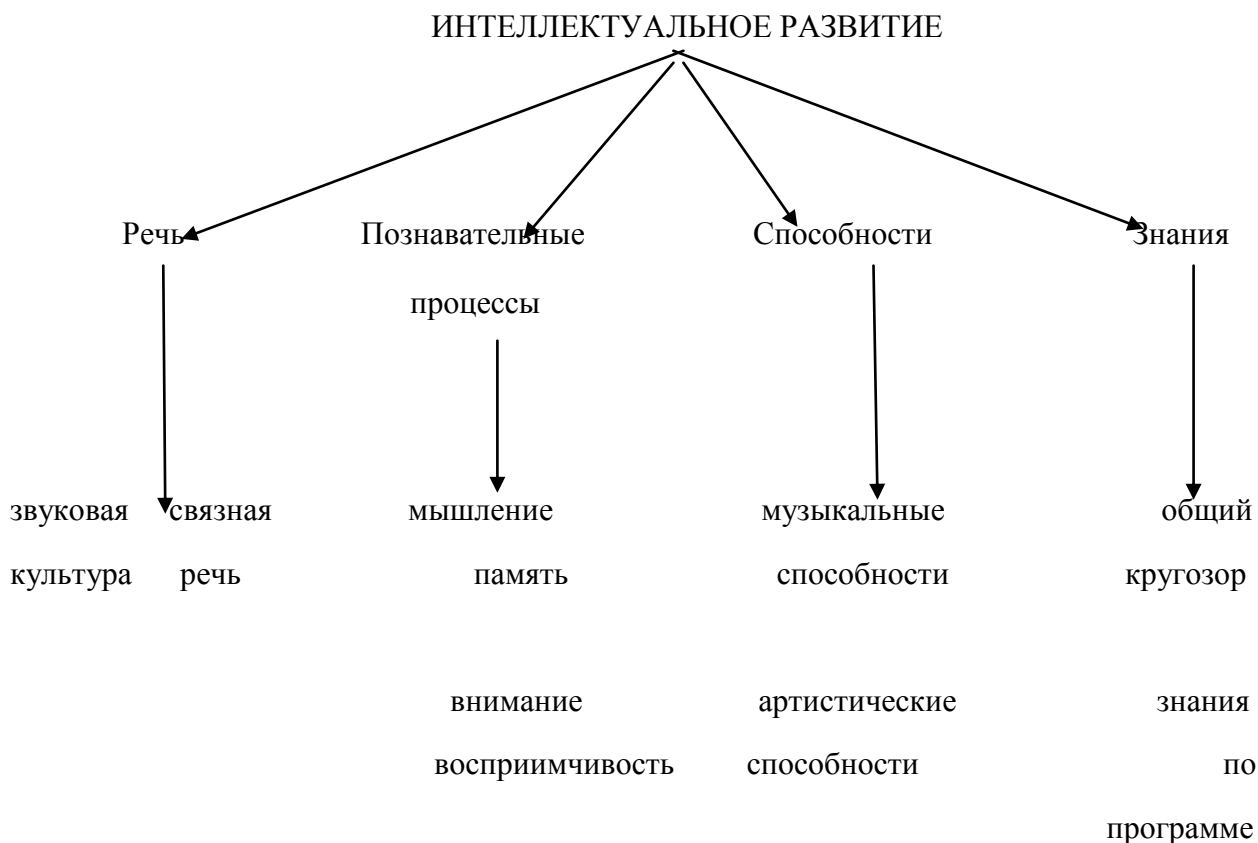 ИНТЕЛЛЕКТУАЛЬНОЕ РАЗВИТИЕ
Речь Познавательные Способности Знания
процессы
звуковая связная мышление музыкальные общий
культура речь память способности кругозор
внимание артистические знания
восприимчивость способности по
программе